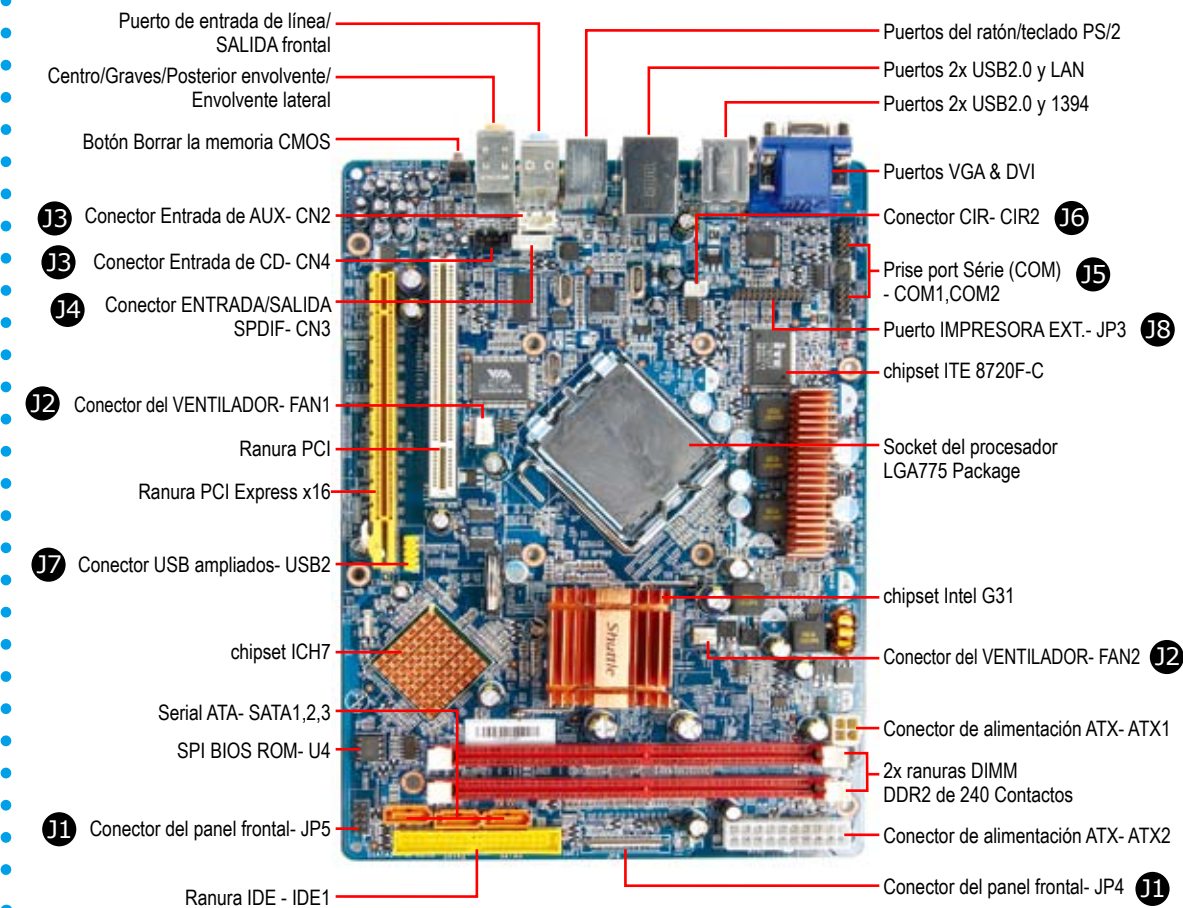 Puerto de entrada de línea/
SALIDA frontal
Centro/Graves/Posterior envolvente/
Envolvente lateral
Botón Borrar la memoria CMOS
J3 Conector Entrada de AUX- CN2
J3 Conector Entrada de CD- CN4
J4 Conector ENTRADA/SALIDA
SPDIF- CN3
J2 Conector del VENTILADOR- FAN1
Ranura PCI
Ranura PCI Express x16
J7 Conector USB ampliados- USB2
chipset ICH7
Serial ATA- SATA1,2,3
SPI BIOS ROM- U4
J1 Conector del panel frontal- JP5
Ranura IDE - IDE1
Puertos del ratón/teclado PS/2
Puertos 2x USB2.0 y LAN
Puertos 2x USB2.0 y 1394
Puertos VGA & DVI
Conector CIR- CIR2 J6
Prise port Série (COM) J5
- COM1,COM2
Puerto IMPRESORA EXT.- JP3 J8
chipset ITE 8720F-C
Socket del procesador
LGA775 Package
chipset Intel G31
Conector del VENTILADOR- FAN2 J2
Conector de alimentación ATX- ATX1
2x ranuras DIMM
DDR2 de 240 Contactos
Conector de alimentación ATX- ATX2
Conector del panel frontal- JP4 J1
VIA
Shuttle